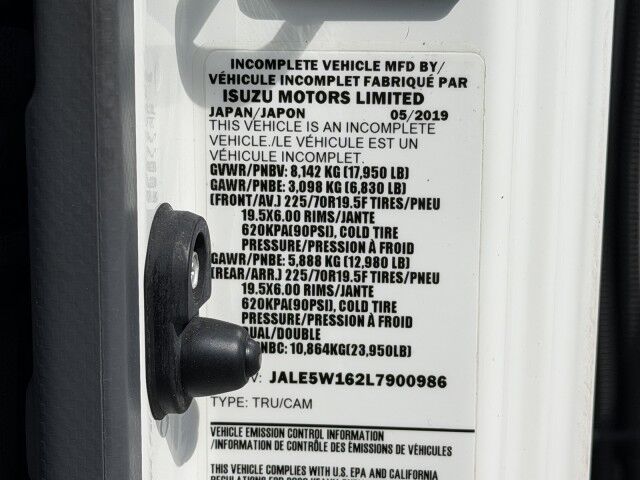 INCOMPLETE VEHICLE MFD BY/
VÉHICULE INCOMPLET FABRIQUÉ PAR
ISUZU MOTORS LIMITED
JAPAN/JAPON 05/2019
THIS VEHICLE IS AN INCOMPLETE
VEHICLE./LE VÉHICULE EST UN
VÉHICULE INCOMPLET.
GVWR/PNBV: 8,142 KG (17,950 LB)
GAWR/PNBE: 3,098 KG (6,830 LB)
(FRONT/AV.) 225/70R19.5F TIRES/PNEU
19.5X6.00 RIMS/JANTE
620KPA(90PSI), COLD TIRE
PRESSURE/PRESSION À FROID
GAWR/PNBE: 5,888 KG (12,980 LB)
(REAR/ARR.) 225/70R19.5F TIRES/PNEU
19.5X6.00 RIMS/JANTE
620KPA(90PSI), COLD TIRE
PRESSURE/PRESSION À FROID
UAL/DOUBLE
NBC: 10,864KG(23,950LB)
V: JALE5W162L7900986
TYPE: TRU/CAM
VEHICLE EMISSION CONTROL INFORMATION
/INFORMATION DE CONTRÔLE DES ÉMISSIONS DE VÉHICULES
THIS VEHICLE COMPLIES WITH U.S. EPA AND CALIFORNIA